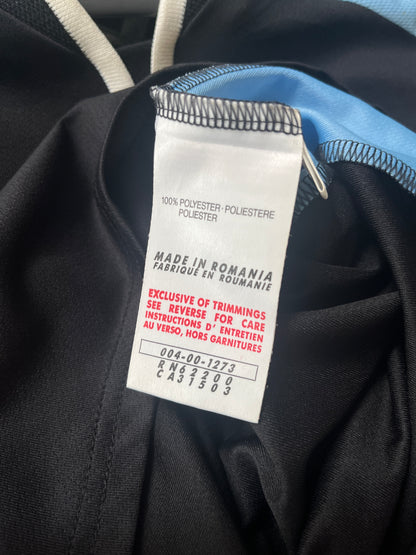 100% POLYESTER · POLIESTERE
POLIESTER
MADE IN ROMANIA
FABRIQUÉ EN ROUMANIE
EXCLUSIVE OF TRIMMINGS
SEE REVERSE FOR CARE
INSTRUCTIONS D' ENTRETIEN
AU VERSO, HORS GARNITURES
004-00-1273
RN62200
CA31503